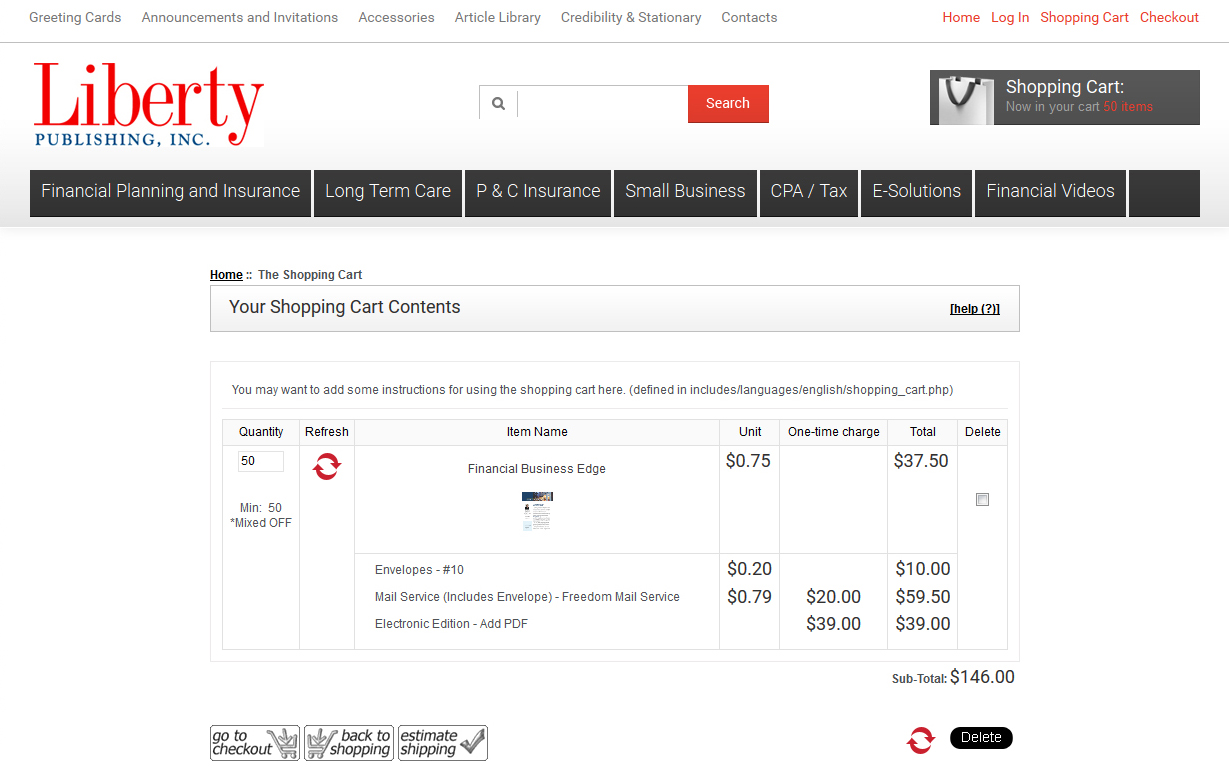 Greeting Cards Announcements and Invitations Accessories Article Library Credibility & Stationary Contacts Home Log In Shopping Cart Checkout
Liberty
PUBLISHING, INC.
Search
Shopping Cart:
Now in your cart 50 items
Financial Planning and Insurance Long Term Care P & C Insurance Small Business CPA / Tax E-Solutions Financial Videos
Home :: The Shopping Cart
Your Shopping Cart Contents [help (?)]
You may want to add some instructions for using the shopping cart here. (defined in includes/languages/english/shopping_cart.php)
Quantity Refresh Item Name Unit One-time charge Total Delete
50 Financial Business Edge $0.75 $37.50
Min: 50
*Mixed OFF
Envelopes - #10 $0.20 $10.00
Mail Service (Includes Envelope) - Freedom Mail Service $0.79 $20.00 $59.50
Electronic Edition - Add PDF $39.00 $39.00
Sub-Total: $146.00
go to checkout back to shopping estimate shipping Delete